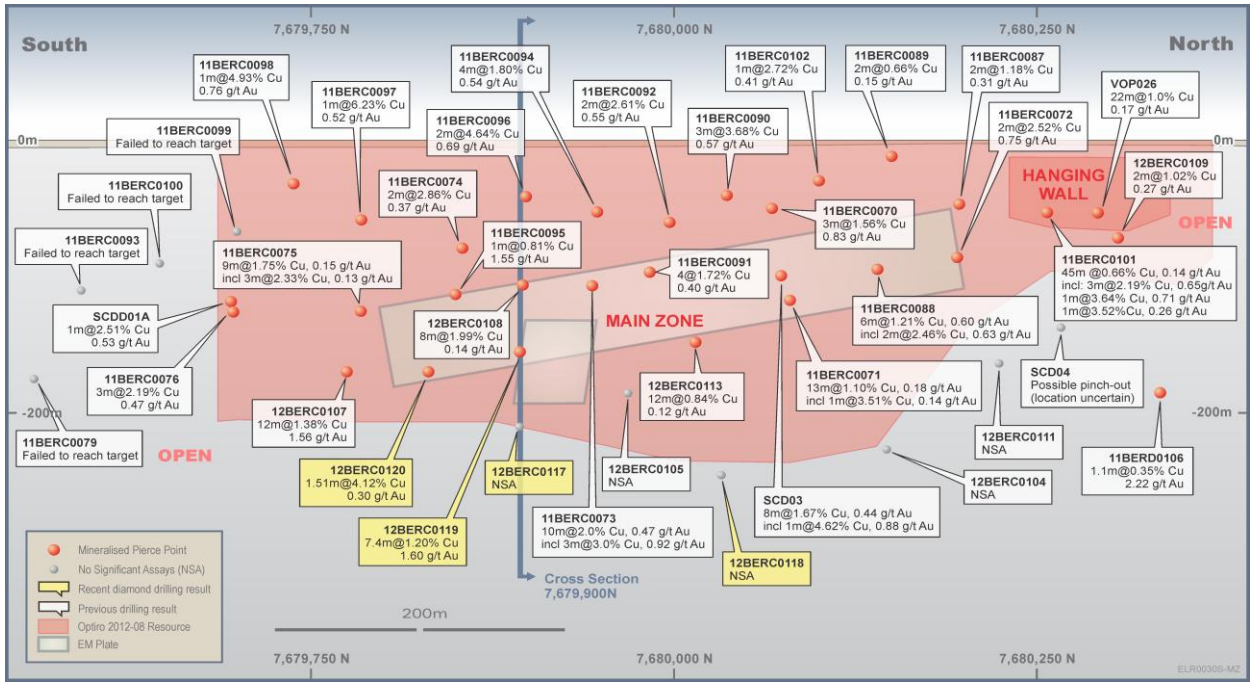 7,679,750 N
7,680,000 N
7,680,250 N
South
North
11BERC0098
1m@4.93% Cu
0.76 g/t Au
11BERC0097
1m@6.23% Cu
0.52 g/t Au
11BERC0094
4m@1.80% Cu
0.54 g/t Au
11BERC0096
2m@4.64% Cu
0.69 g/t Au
11BERC0092
2m@2.61% Cu
0.55 g/t Au
11BERC0102
1m@2.72% Cu
0.41 g/t Au
11BERC0090
3m@3.68% Cu
0.57 g/t Au
11BERC0089
2m@0.66% Cu
0.15 g/t Au
11BERC0087
2m@1.18% Cu
0.31 g/t Au
11BERC0072
2m@2.52% Cu
0.75 g/t Au
VOP026
22m@1.0% Cu
0.17 g/t Au
12BERC0109
2m@1.02% Cu
0.27 g/t Au
11BERC0099
Failed to reach target
0m
0m
11BERC0100
Failed to reach target
11BERC0093
Failed to reach target
11BERC0074
2m@2.86% Cu
0.37 g/t Au
11BERC0095
1m@0.81% Cu
1.55 g/t Au
11BERC0075
9m@1.75% Cu, 0.15 g/t Au
incl 3m@2.33% Cu, 0.13 g/t Au
11BERC0070
3m@1.56% Cu
0.83 g/t Au
HANGING
WALL
OPEN
11BERC0091
4@1.72% Cu
0.40 g/t Au
11BERC0101
45m @0.66% Cu, 0.14 g/t Au
incl: 3m@2.19% Cu, 0.65g/t Au
1m@3.64% Cu, 0.71 g/t Au
1m@3.52%Cu, 0.26 g/t Au
SCDD01A
1m@2.51% Cu
0.53 g/t Au
12BERC0108
8m@1.99% Cu
0.14 g/t Au
MAIN ZONE
11BERC0088
6m@1.21% Cu, 0.60 g/t Au
incl 2m@2.46% Cu, 0.63 g/t Au
11BERC0076
3m@2.19% Cu
0.47 g/t Au
12BERC0107
12m@1.38% Cu
1.56 g/t Au
12BERC0113
12m@0.84% Cu
0.12 g/t Au
11BERC0071
13m@1.10% Cu, 0.18 g/t Au
incl 1m@3.51% Cu, 0.14 g/t Au
SCD04
Possible pinch-out
(location uncertain)
-200m
-200m
11BERC0079
Failed to reach target
OPEN
12BERC0120
1.51m@4.12% Cu
0.30 g/t Au
12BERC0117
NSA
12BERC0105
NSA
12BERC0111
NSA
12BERC0104
NSA
11BERD0106
1.1m@0.35% Cu
2.22 g/t Au
12BERC0119
7.4m@1.20% Cu
1.60 g/t Au
11BERC0073
10m@2.0% Cu, 0.47 g/t Au
incl 3m@3.0% Cu, 0.92 g/t Au
12BERC0118
NSA
SCD03
8m@1.67% Cu, 0.44 g/t Au
incl 1m@4.62% Cu, 0.88 g/t Au
Cross Section
7,679,900N
200m
Mineralised Pierce Point
No Significant Assays (NSA)
Recent diamond drilling result
Previous drilling result
Optiro 2012-08 Resource
EM Plate
7,679,750 N
7,680,000 N
7,680,250 N
ELR0030S-MZ